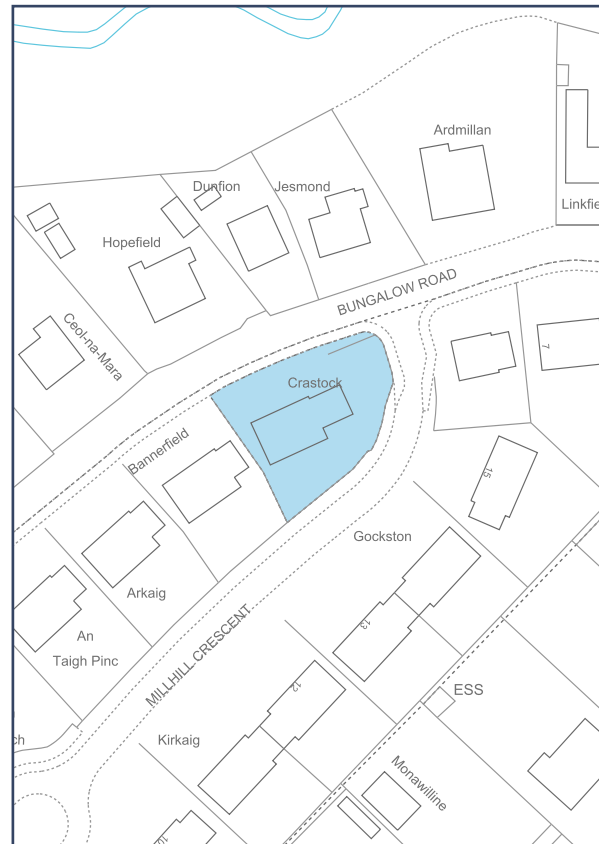 Ardmillan
Dunfion
Jesmond
Linkfie
Hopefield
BUNGALOW ROAD
Ceol-na-Mara
7
Crastock
Bannerfield
15
Gockston
Arkaig
13
An
Taigh Pinc
MILLHILL CRESCENT
12
ESS
ch
Kirkaig
Monawilline
10